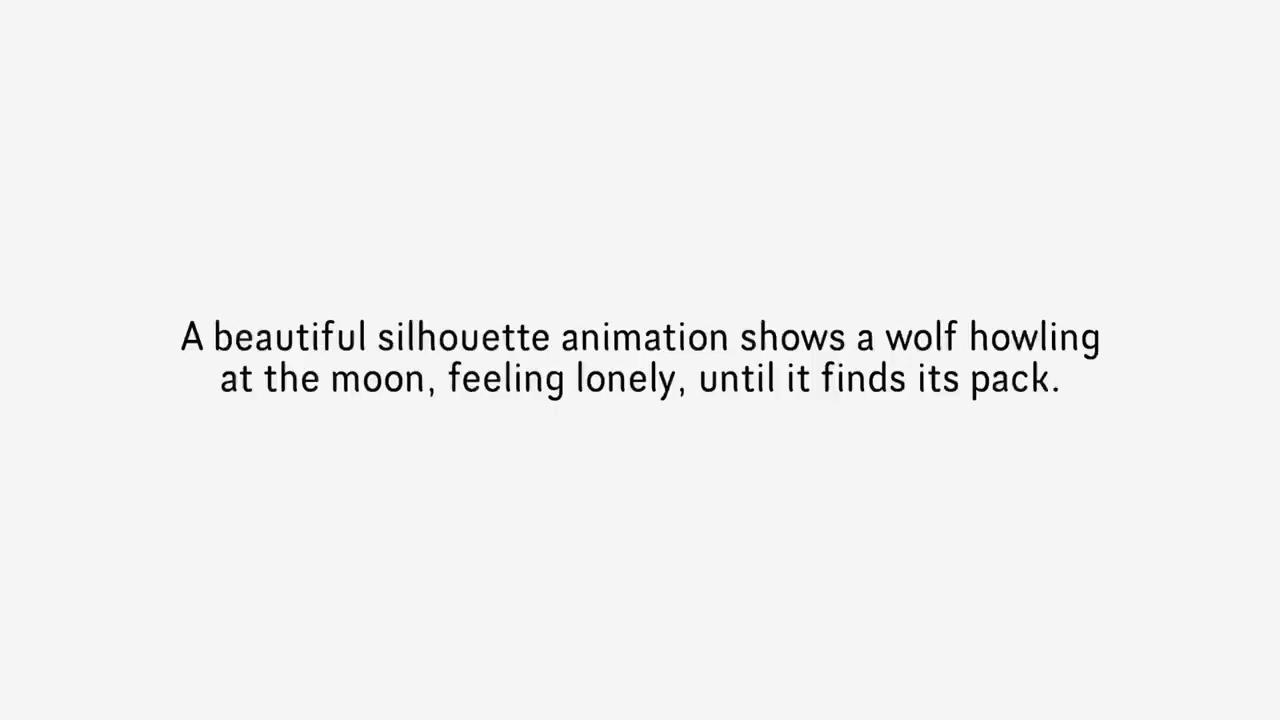 A beautiful silhouette animation shows a wolf howling
at the moon, feeling lonely, until it finds its pack.